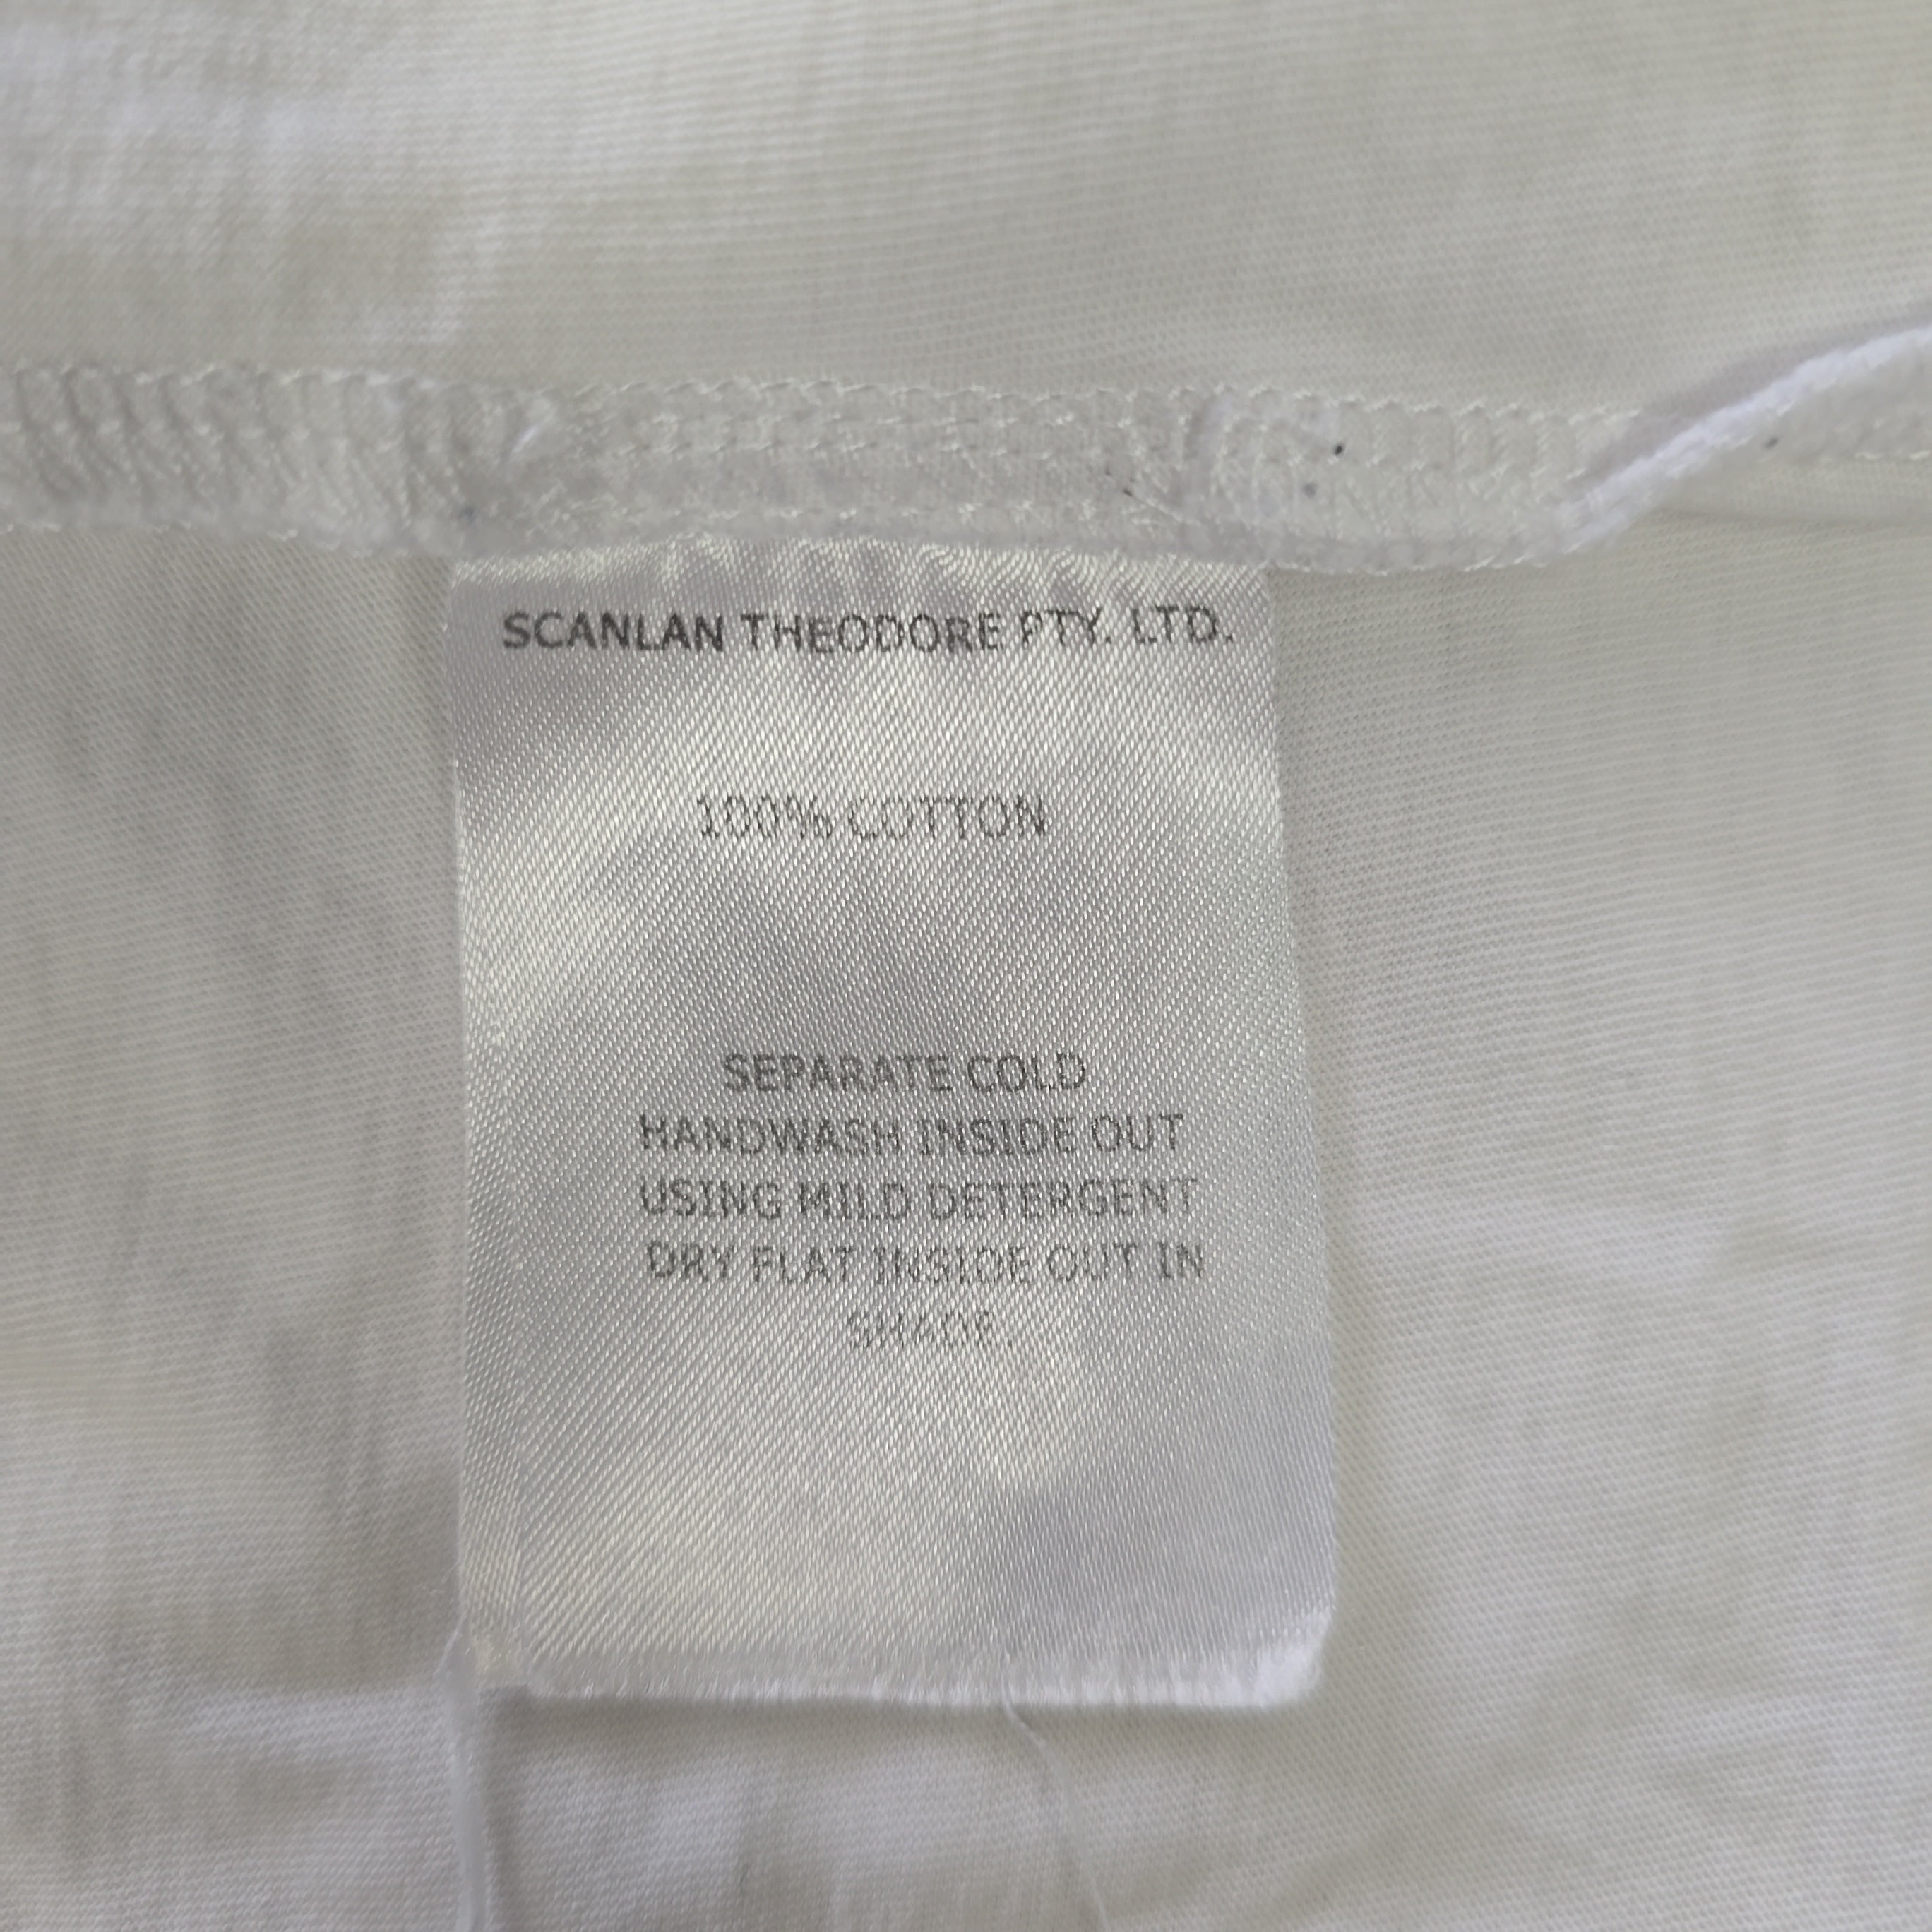 SCANLAN THEODORE PTY. LTD.
100% COTTON
SEPARATE COLD
HANDWASH INSIDE OUT
USING MILD DETERGENT
DRY FLAT INSIDE OUT IN
SHADE.